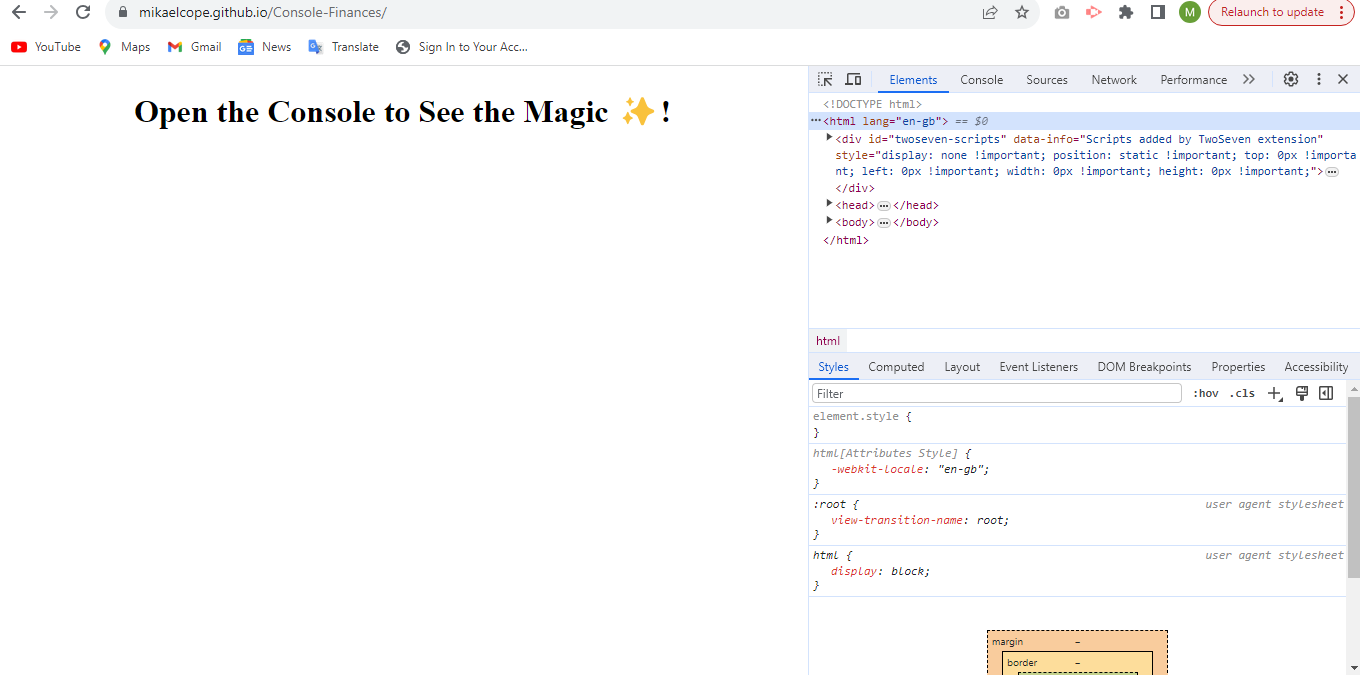 mikaelcope.github.io/Console-Finances/
M
Relaunch to update
YouTube
Maps
Gmail
News
Translate
Sign In to Your Acc...
Open the Console to See the Magic ✨!
Elements
Console
Sources
Network
Performance
<!DOCTYPE html>
<html lang="en-gb"> == $0
<div id="twoseven-scripts" data-info="Scripts added by TwoSeven extension"
style="display: none !important; position: static !important; top: 0px !importa
nt; left: 0px !important; width: 0px !important; height: 0px !important;">
</div>
<head> ⋯ </head>
<body> ⋯ </body>
</html>
html
Styles
Computed
Layout
Event Listeners
DOM Breakpoints
Properties
Accessibility
Filter
:hov
.cls
element.style {
}
html[Attributes Style] {
-webkit-locale: "en-gb";
}
:root {
user agent stylesheet
view-transition-name: root;
}
html {
user agent stylesheet
display: block;
}
margin
–
border
–